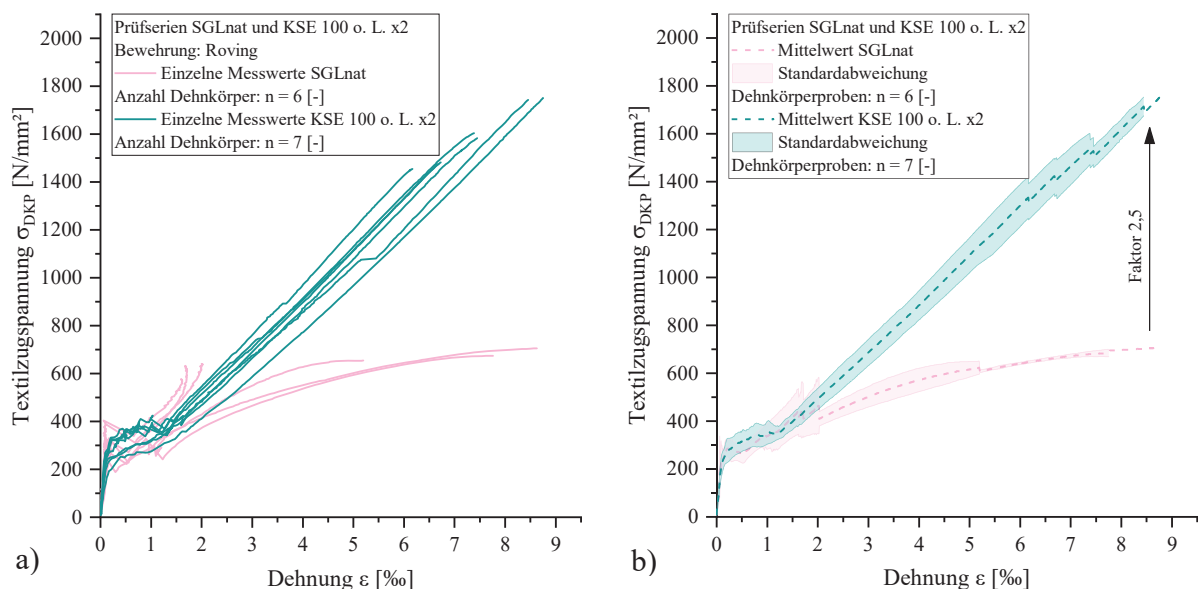 Prüfserien SGLnat und KSE 100 o. L. x2
Bewehrung: Roving
Einzelne Messwerte SGLnat
Anzahl Dehnkörper: n = 6 [-]
Einzelne Messwerte KSE 100 o. L. x2
Anzahl Dehnkörper: n = 7 [-]
Textilzugspannung σDKP [N/mm²]
2000
1800
1600
1400
1200
1000
800
600
400
200
0
0 1 2 3 4 5 6 7 8 9
Dehnung ε [‰]
a)
Prüfserien SGLnat und KSE 100 o. L. x2
Mittelwert SGLnat
Standardabweichung
Dehnkörperproben: n = 6 [-]
Mittelwert KSE 100 o. L. x2
Standardabweichung
Dehnkörperproben: n = 7 [-]
Faktor 2,5
Textilzugspannung σDKP [N/mm²]
2000
1800
1600
1400
1200
1000
800
600
400
200
0
0 1 2 3 4 5 6 7 8 9
Dehnung ε [‰]
b)